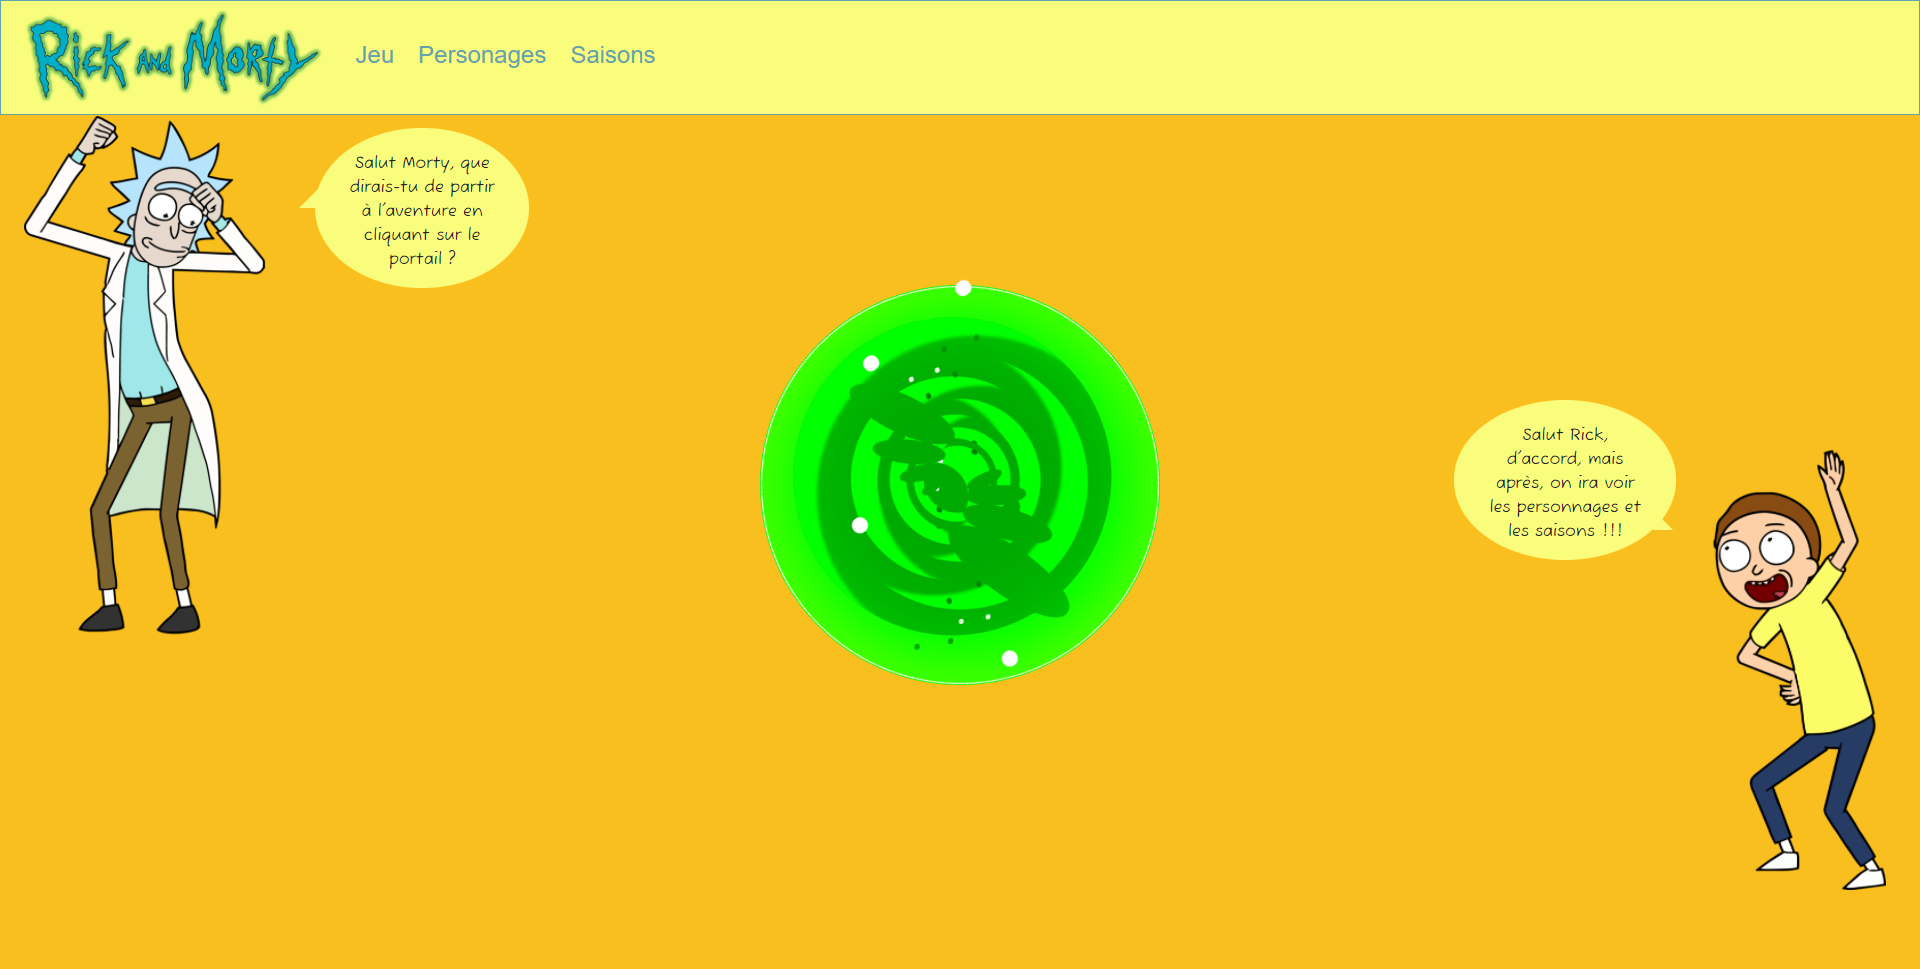 Rick and Morty
Jeu Personages Saisons
Salut Morty, que
dirais-tu de partir
à l'aventure en
cliquant sur le
portail ?
Salut Rick,
d'accord, mais
après, on ira voir
les personnages et
les saisons !!!